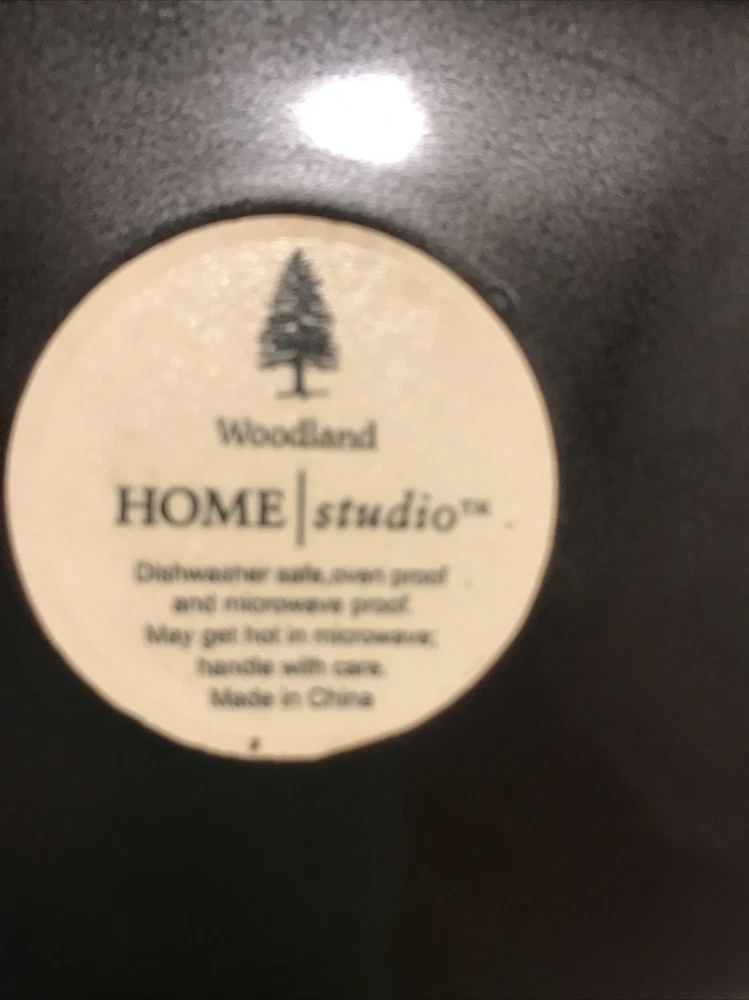 Woodland
HOME|studio™
Dishwasher safe,oven proof
and microwave proof.
May get hot in microwave;
handle with care.
Made in China